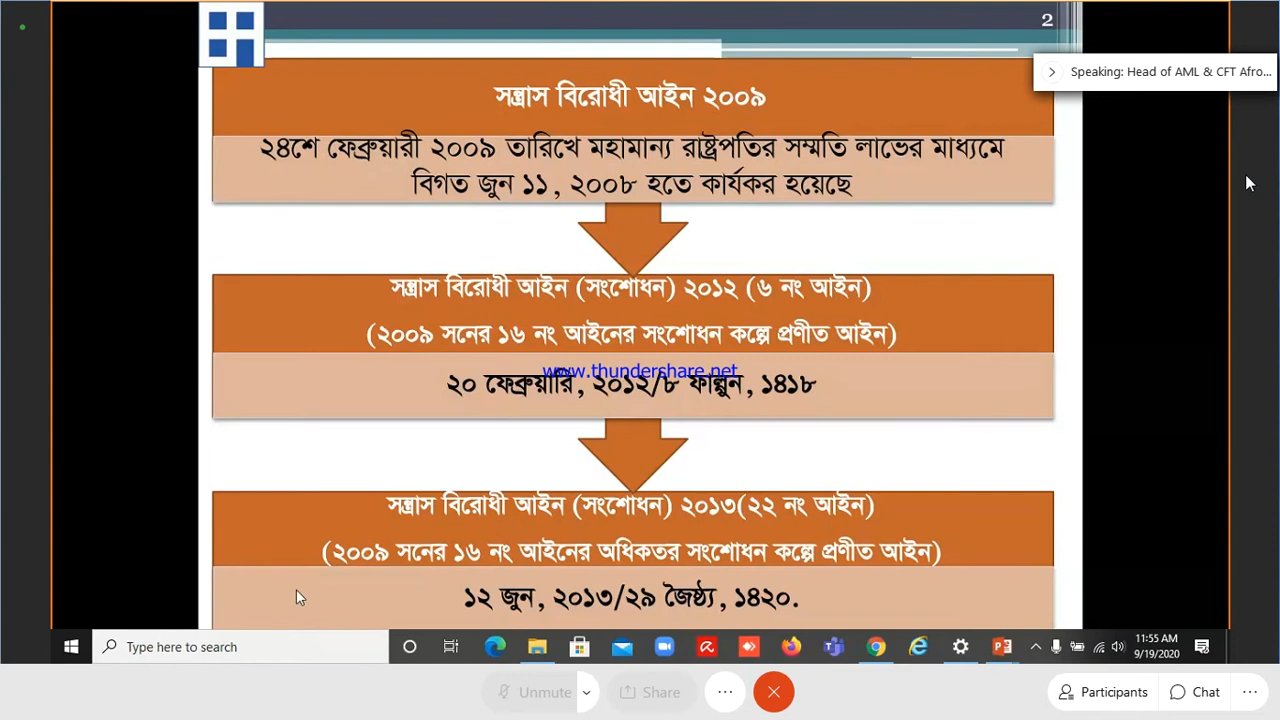 2
Speaking: Head of AML & CFT Afro...
সন্ত্রাস বিরোধী আইন ২০০৯
২৪শে ফেব্রুয়ারী ২০০৯ তারিখে মহামান্য রাষ্ট্রপতির সম্মতি লাভের মাধ্যমে
বিগত জুন ১১, ২০০৮ হতে কার্যকর হয়েছে
সন্ত্রাস বিরোধী আইন (সংশোধন) ২০১২ (৬ নং আইন)
(২০০৯ সনের ১৬ নং আইনের সংশোধন কল্পে প্রণীত আইন)
www.thundershare.net
২০ ফেব্রুয়ারি, ২০১২/৮ ফাল্গুন, ১৪১৮
সন্ত্রাস বিরোধী আইন (সংশোধন) ২০১৩(২২ নং আইন)
(২০০৯ সনের ১৬ নং আইনের অধিকতর সংশোধন কল্পে প্রণীত আইন)
১২ জুন, ২০১৩/২৯ জৈষ্ঠ্য, ১৪২০.
Type here to search
11:55 AM
9/19/2020
Unmute
Share
Participants
Chat